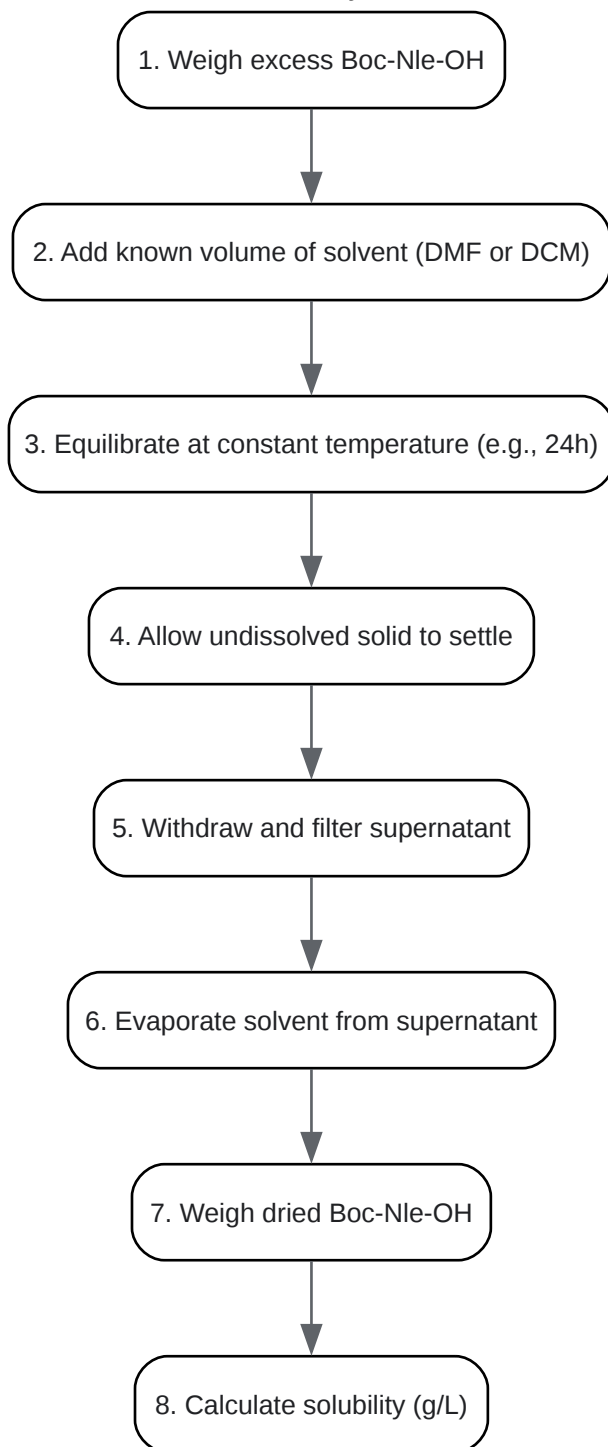 1. Weigh excess Boc-Nle-OH
2. Add known volume of solvent (DMF or DCM)
3. Equilibrate at constant temperature (e.g., 24h)
4. Allow undissolved solid to settle
5. Withdraw and filter supernatant
6. Evaporate solvent from supernatant
7. Weigh dried Boc-Nle-OH
8. Calculate solubility (g/L)